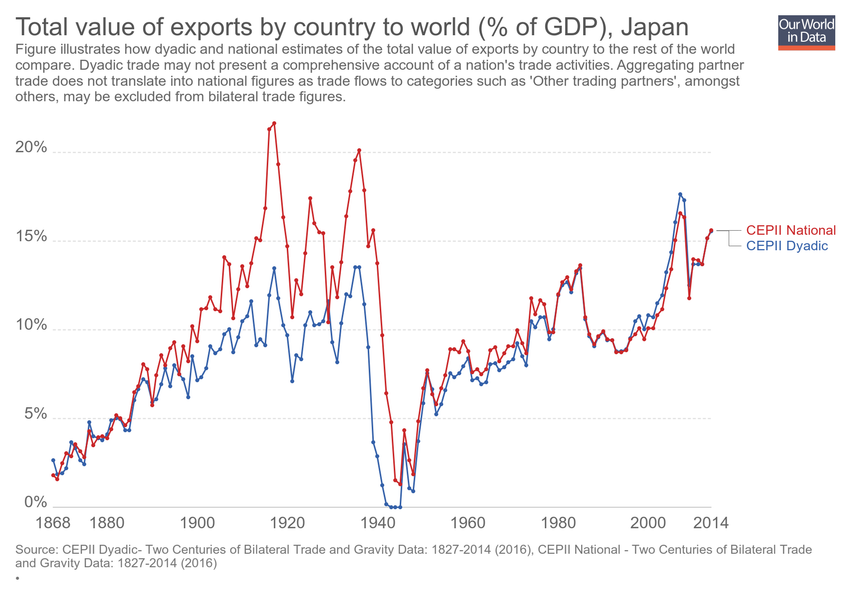 Total value of exports by country to world (% of GDP), Japan
Our World
in Data
Figure illustrates how dyadic and national estimates of the total value of exports by country to the rest of the world
compare. Dyadic trade may not present a comprehensive account of a nation's trade activities. Aggregating partner
trade does not translate into national figures as trade flows to categories such as 'Other trading partners', amongst
others, may be excluded from bilateral trade figures.
20%
15%
10%
5%
0%
CEPII National
CEPII Dyadic
1868 1880 1900 1920 1940 1960 1980 2000 2014
Source: CEPII Dyadic- Two Centuries of Bilateral Trade and Gravity Data: 1827-2014 (2016), CEPII National - Two Centuries of Bilateral Trade
and Gravity Data: 1827-2014 (2016)
•